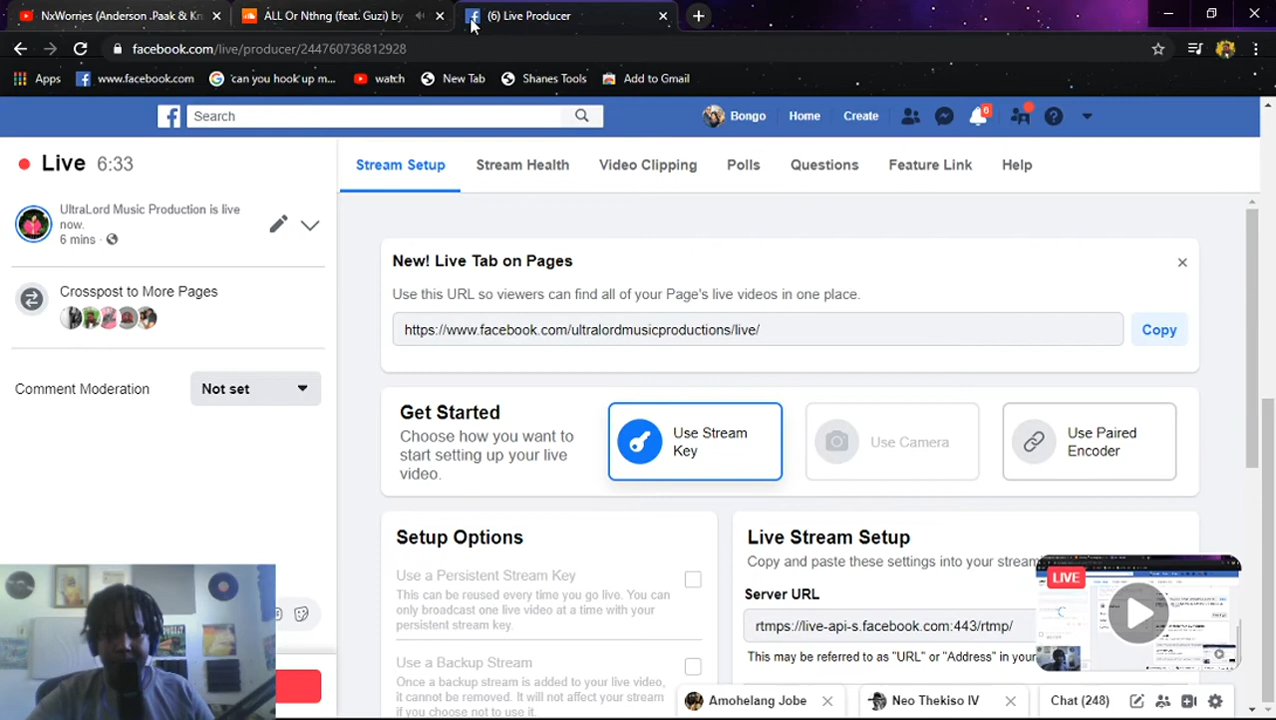 NxWorries (Anderson .Paak & Kn
ALL Or Nthng (feat. Guzi) by
(6) Live Producer
facebook.com/live/producer/244760736812928
Apps
www.facebook.com
can you hook up m...
watch
New Tab
Shanes Tools
Add to Gmail
Search
Bongo
Home
Create
6
Live 6:33
Stream Setup
Stream Health
Video Clipping
Polls
Questions
Feature Link
Help
UltraLord Music Production is live
now.
6 mins
Crosspost to More Pages
Comment Moderation
Not set
New! Live Tab on Pages
Use this URL so viewers can find all of your Page's live videos in one place.
https://www.facebook.com/ultralordmusicproductions/live/
Copy
Get Started
Choose how you want to
start setting up your live
video.
Use Stream
Key
Use Camera
Use Paired
Encoder
Setup Options
Use a Persistent Stream Key
This can be reused every time you go live. You can
only broadcast one live video at a time with your
persistent stream key.
Use a Backup Stream
Once a backup stream is added to your live video,
it cannot be removed. It will not affect your stream
if you choose not to use it.
Live Stream Setup
Copy and paste these settings into your stream
Server URL
rtmps://live-api-s.facebook.com:443/rtmp/
This may be referred to as "URL" or "Address" in your
LIVE
Amohelang Jobe
Neo Thekiso IV
Chat (248)